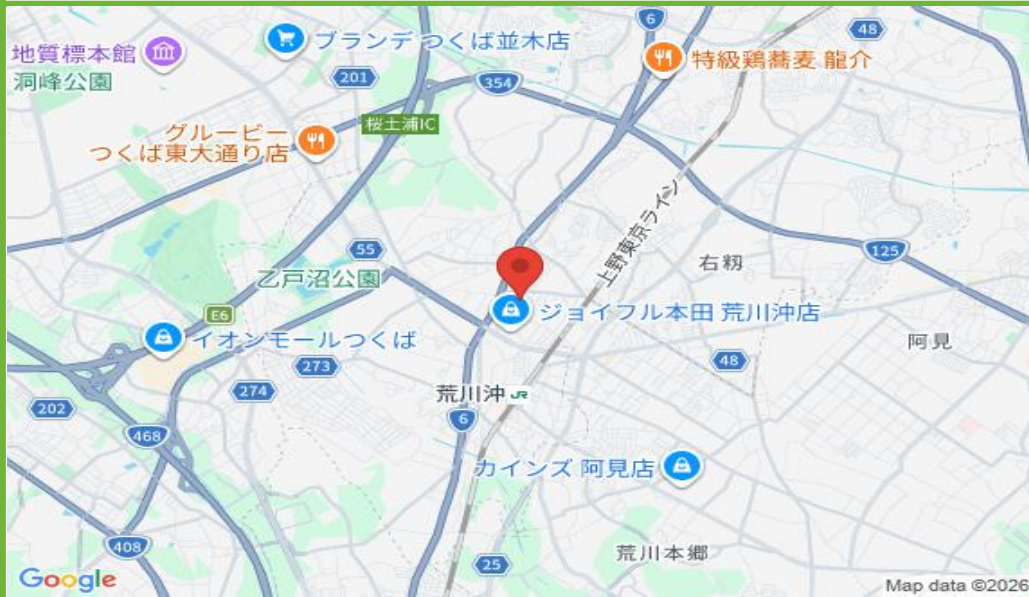 6
48
地質標本館
ブランデ つくば並木店
特級鶏蕎麦 龍介
洞峰公園
201
354
桜土浦IC
グルービー
つくば東大通り店
上野東京ライン
55
125
右籾
乙戸沼公園
E6
ジョイフル本田 荒川沖店
イオンモールつくば
阿見
273
48
274
荒川沖 JR
202
6
468
カインズ 阿見店
408
荒川本郷
25
Google
Map data ©2026